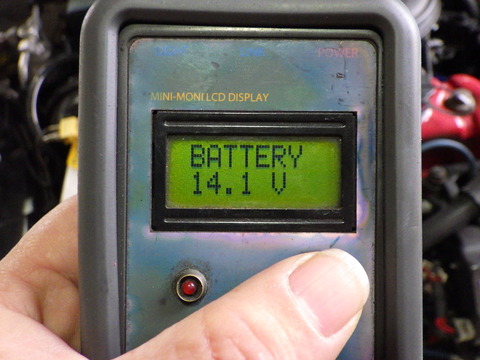 POWER
MINI-MONI LCD DISPLAY
BATTERY
14.1 V